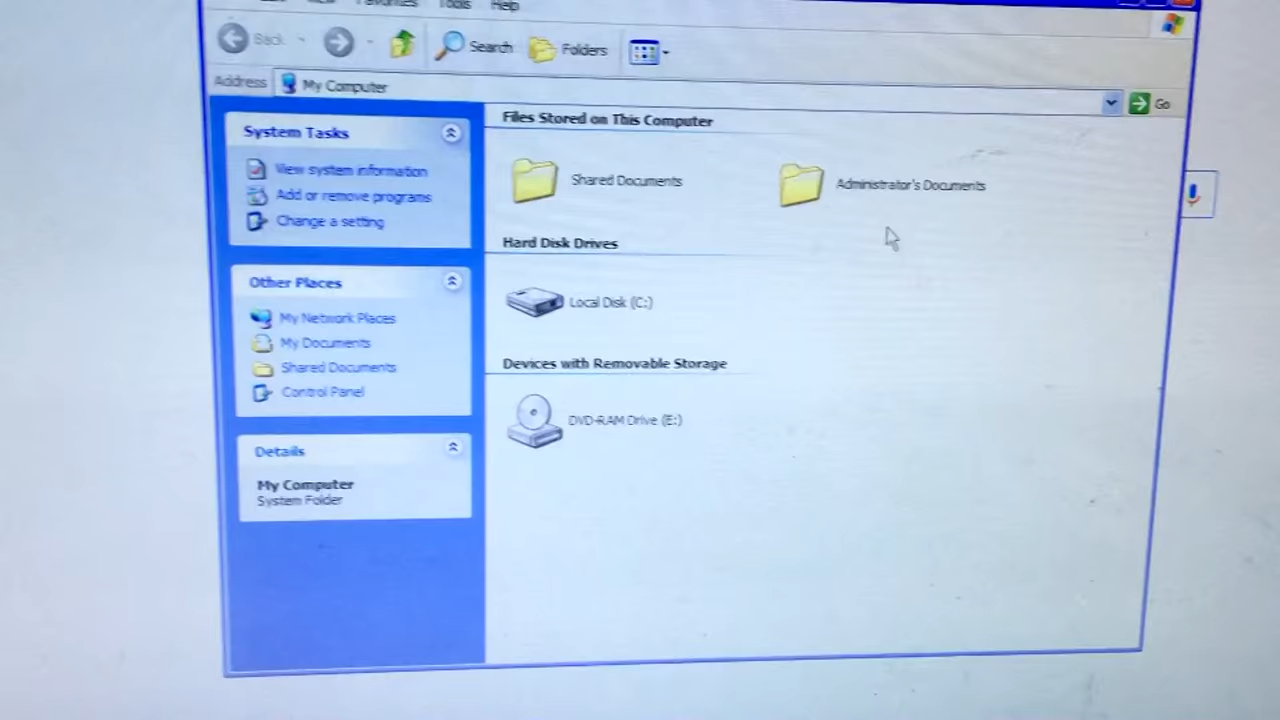 View Favorites Tools Help
Back Search Folders
Address My Computer Go
System Tasks
View system information
Add or remove programs
Change a setting
Other Places
My Network Places
My Documents
Shared Documents
Control Panel
Details
My Computer
System Folder
Files Stored on This Computer
Shared Documents Administrator's Documents
Hard Disk Drives
Local Disk (C:)
Devices with Removable Storage
DVD-RAM Drive (E:)